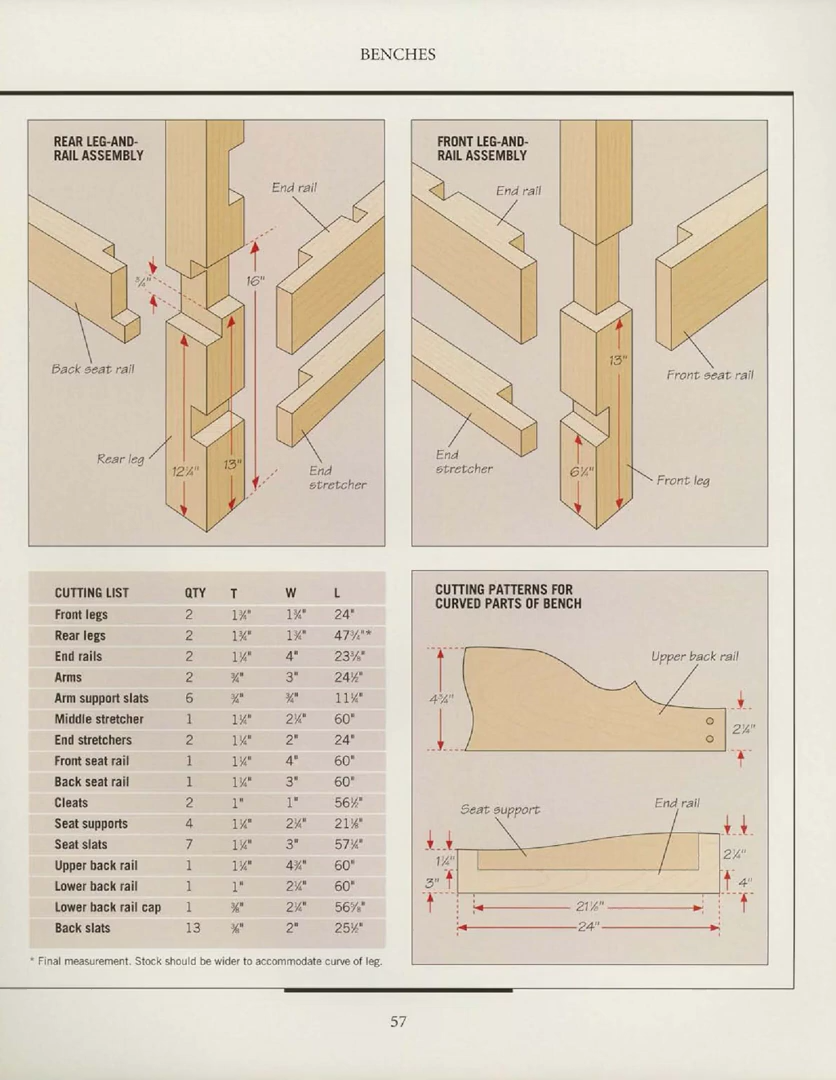 BENCHES
REAR LEG-AND-
RAIL ASSEMBLY
End rail
¾"
16"
Back seat rail
Rear leg
12¼"
13"
End
stretcher
FRONT LEG-AND-
RAIL ASSEMBLY
End rail
13"
Front seat rail
End
stretcher
6¼"
Front leg
CUTTING LIST QTY T W L
Front legs 2 1¾" 1¾" 24"
Rear legs 2 1¾" 1¾" 47¾"*
End rails 2 1¼" 4"
Arms 2 ¾" 3" 24½"
Arm support slats 6 ¾" ¾" 11¼"
Middle stretcher 1 1¼" 2¼" 60"
End stretchers 2 1¼" 2" 24"
Front seat rail 1 1¼" 4" 60"
Back seat rail 1 1¼" 3" 60"
Cleats 2 1" 1" 56½"
Seat supports 4 1¼" 2¼" 21⅛"
Seat slats 7 1¼" 3" 57¼"
Upper back rail 1 1¼" 4¾" 60"
Lower back rail 1 1" 2¼" 60"
Lower back rail cap 1 ⅜" 2¼"
Back slats 13 ⅜" 2" 25½"
* Final measurement. Stock should be wider to accommodate curve of leg.
CUTTING PATTERNS FOR
CURVED PARTS OF BENCH
Upper back rail
4¾"
2¼"
Seat support
End rail
1¼"
2¼"
3"
4"
21⅛"
24"
57